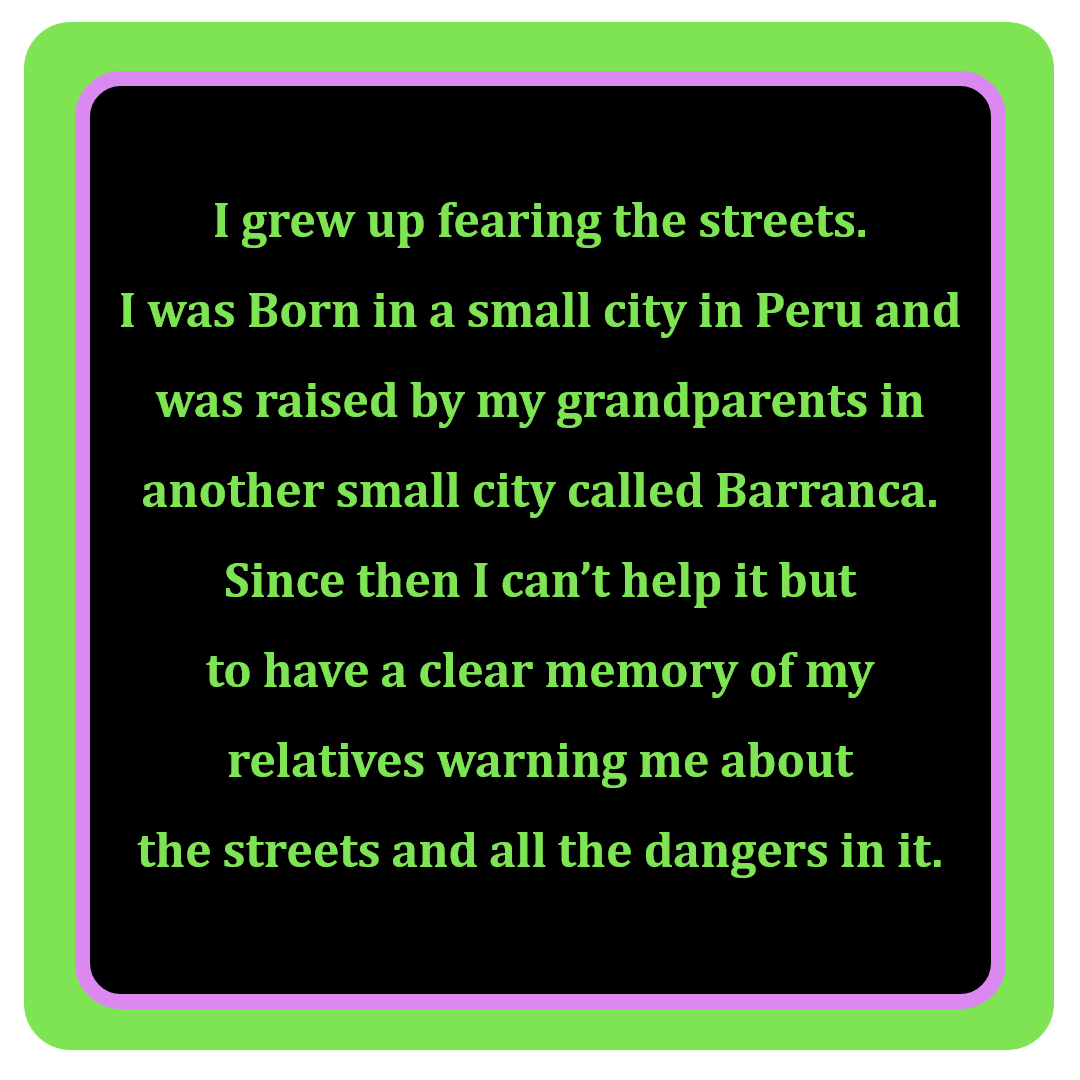 I grew up fearing the streets.
I was Born in a small city in Peru and
was raised by my grandparents in
another small city called Barranca.
Since then I can’t help it but
to have a clear memory of my
relatives warning me about
the streets and all the dangers in it.